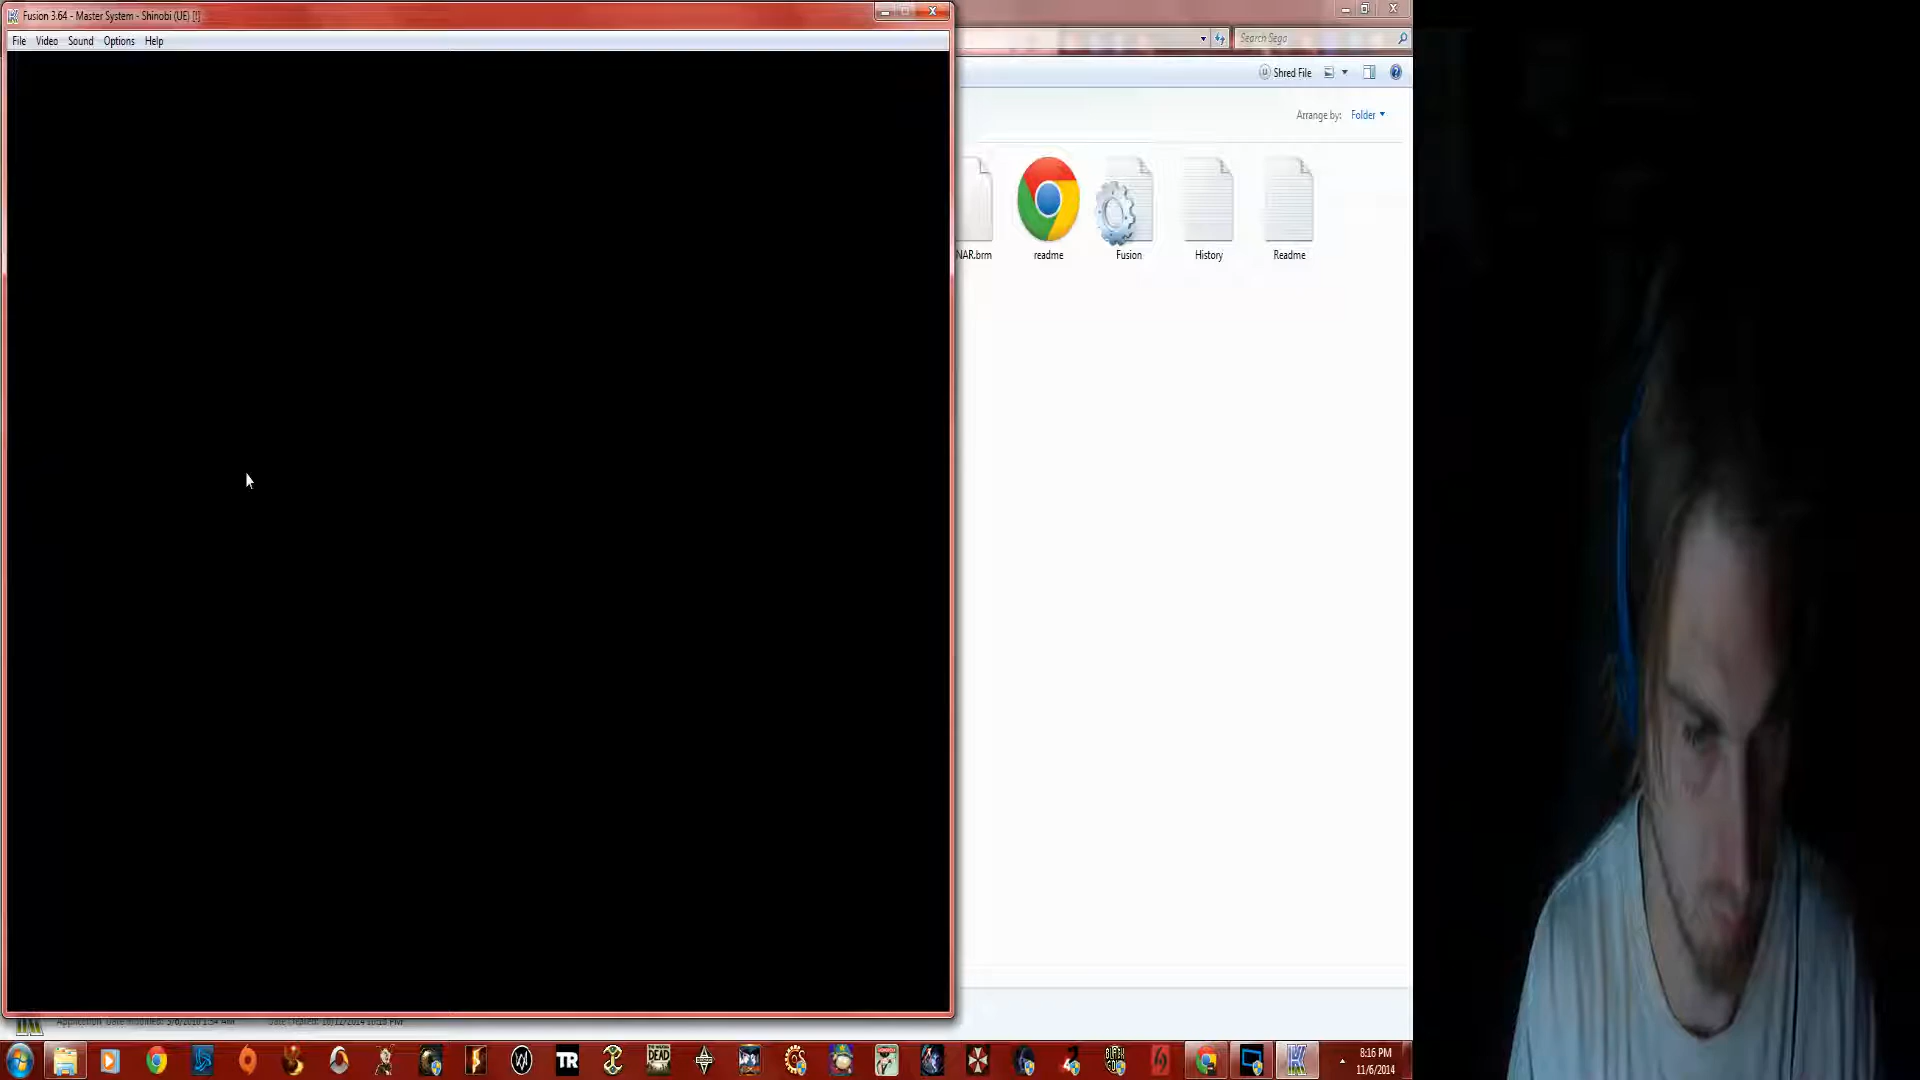 Fusion 3.64 - Master System - Shinobi (UE) [!]
File Video Sound Options Help
Search Sega
Shred File
Arrange by: Folder
NAR.brm readme Fusion History Readme
TR
DEAD
8:16 PM
11/6/2014